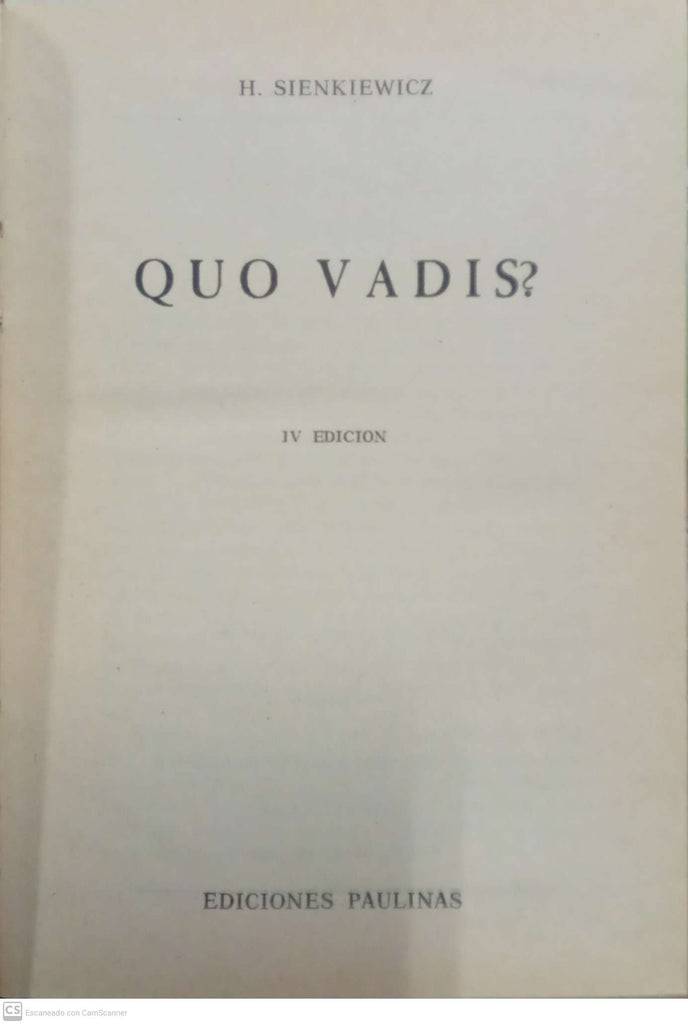 H. SIENKIEWICZ
QUO VADIS?
IV EDICION
EDICIONES PAULINAS
CS Escaneado con CamScanner